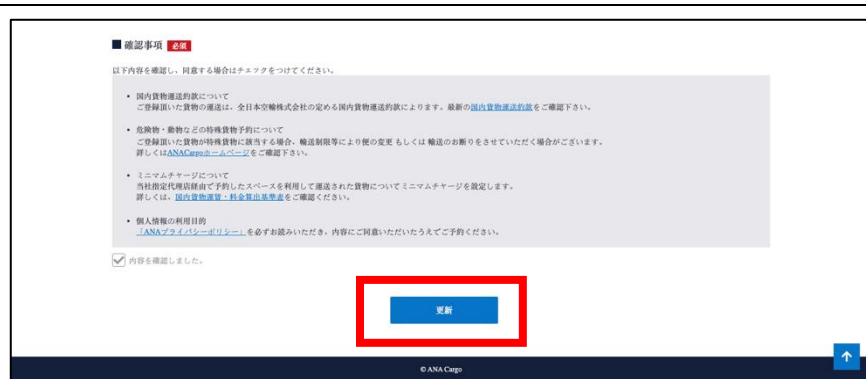 ■ 確認事項 必須
以下内容を確認し、同意する場合はチェックをつけてください。
• 国内貨物運送約款について
ご登録頂いた貨物の運送は、全日本空輸株式会社の定める国内貨物運送約款によります。最新の国内貨物運送約款をご確認下さい。
• 危険物・動物などの特殊貨物予約について
ご登録頂いた貨物が特殊貨物に該当する場合、輸送制限等により便の変更 もしくは 輸送のお断りをさせていただく場合がございます。
詳しくはANACargoホームページをご確認下さい。
• ミニマムチャージについて
当社指定代理店経由で予約したスペースを利用して運送された貨物についてミニマムチャージを設定します。
詳しくは、国内貨物運賃・料金算出基準表をご確認ください。
• 個人情報の利用目的
「ANAプライバシーポリシー」を必ずお読みいただき、内容にご同意いただいたうえでご予約ください。
内容を確認しました。
更新
© ANA Cargo